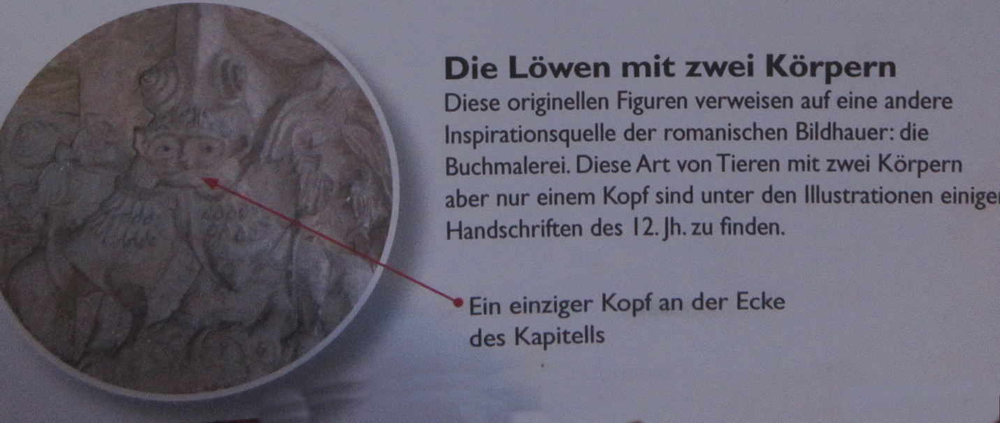 Die Löwen mit zwei Körpern
Diese originellen Figuren verweisen auf eine andere
Inspirationsquelle der romanischen Bildhauer: die
Buchmalerei. Diese Art von Tieren mit zwei Körpern
aber nur einem Kopf sind unter den Illustrationen einiger
Handschriften des 12. Jh. zu finden.
Ein einziger Kopf an der Ecke
des Kapitells